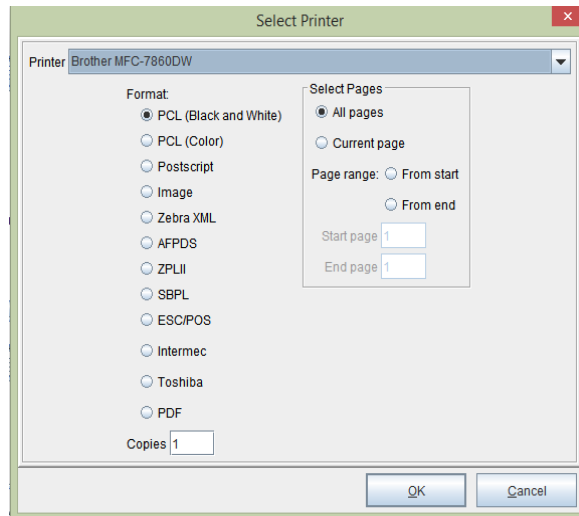 Select Printer
x
Printer Brother MFC-7860DW
Format:
PCL (Black and White)
PCL (Color)
Postscript
Image
Zebra XML
AFPDS
ZPLII
SBPL
ESC/POS
Intermec
Toshiba
PDF
Copies 1
Select Pages
All pages
Current page
Page range: From start
From end
Start page 1
End page 1
OK
Cancel